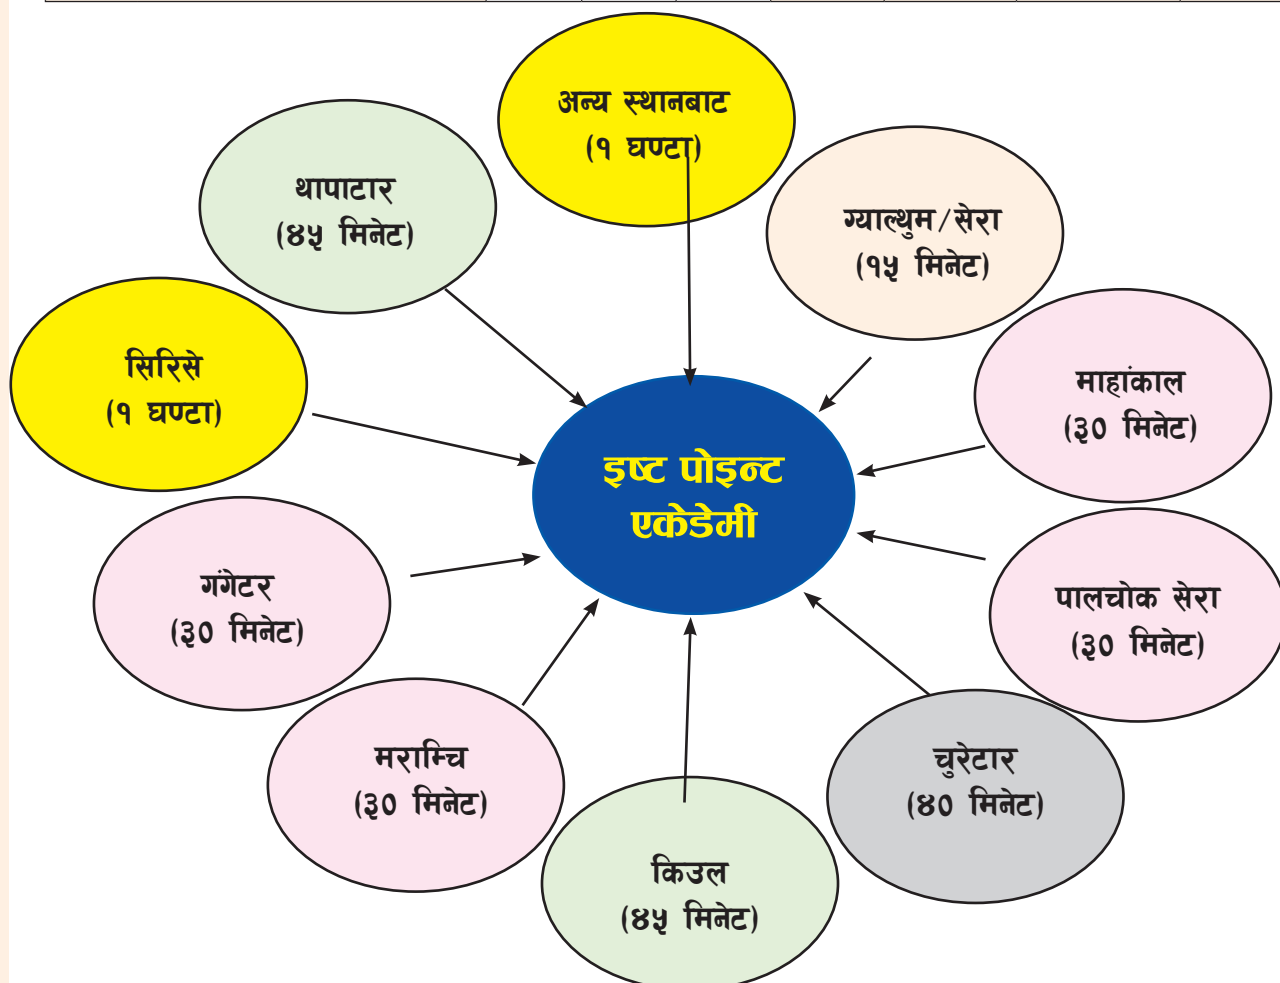 अन्य स्थानबाट
(१ घण्टा)
थापाटार
(४५ मिनेट)
ग्याल्थुम/सेरा
(१५ मिनेट)
सिरिसे
(१ घण्टा)
माहांकाल
(३० मिनेट)
इष्ट पोइन्ट
एकेडेमी
गंगेटर
(३० मिनेट)
पालचोक सेरा
(३० मिनेट)
मराम्चि
(३० मिनेट)
चुरेटार
(४० मिनेट)
किउल
(४५ मिनेट)